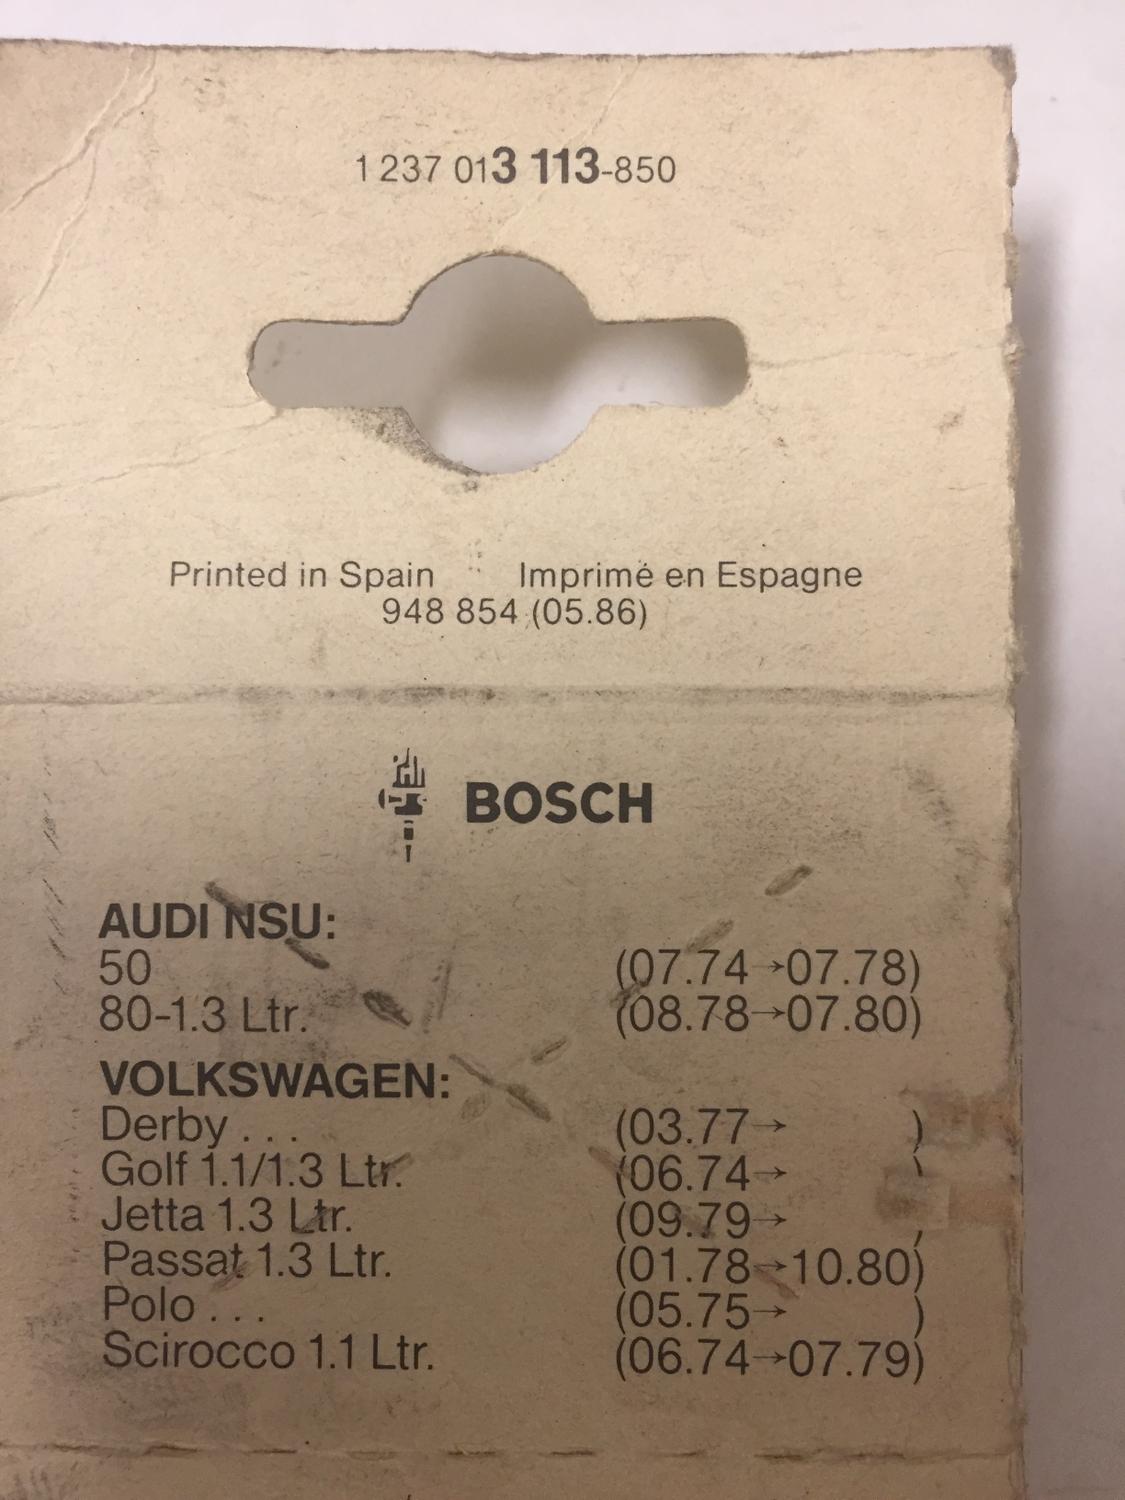 1 237 013 113-850
Printed in Spain Imprimé en Espagne
948 854 (05.86)
BOSCH
AUDI NSU:
50 (07.74→07.78)
80-1.3 Ltr. (08.78→07.80)
VOLKSWAGEN:
Derby . . . (03.77→ )
Golf 1.1/1.3 Ltr. (06.74→ )
Jetta 1.3 Ltr. (09.79→ )
Passat 1.3 Ltr. (01.78→10.80)
Polo . . . (05.75→ )
Scirocco 1.1 Ltr. (06.74→07.79)